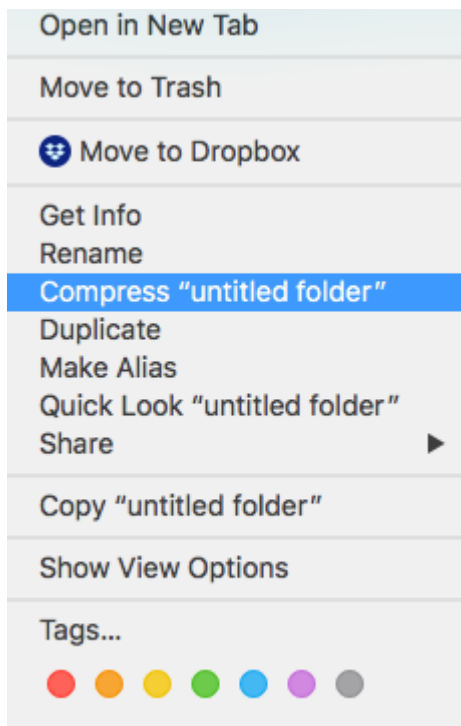 Open in New Tab
Move to Trash
Move to Dropbox
Get Info
Rename
Compress “untitled folder”
Duplicate
Make Alias
Quick Look “untitled folder”
Share
Copy “untitled folder”
Show View Options
Tags...